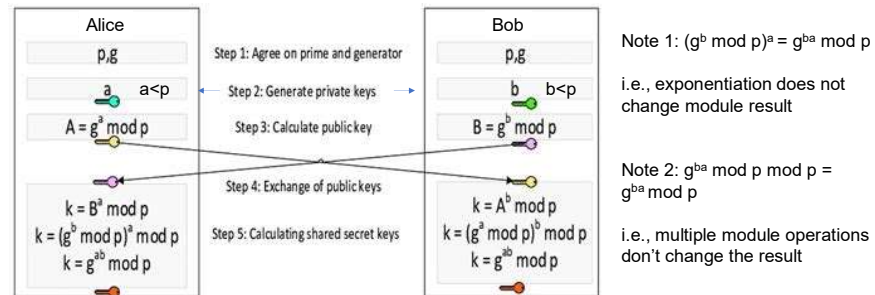 Alice
p,g
a a<p
A = g^a mod p
k = B^a mod p
k = (g^b mod p)^a mod p
k = g^ab mod p
Step 1: Agree on prime and generator
Step 2: Generate private keys
Step 3: Calculate public key
Step 4: Exchange of public keys
Step 5: Calculating shared secret keys
Bob
p,g
b b<p
B = g^b mod p
k = A^b mod p
k = (g^a mod p)^b mod p
k = g^ab mod p
Note 1: (g^b mod p)^a = g^ba mod p
i.e., exponentiation does not
change module result
Note 2: g^ba mod p mod p =
g^ba mod p
i.e., multiple module operations
don’t change the result